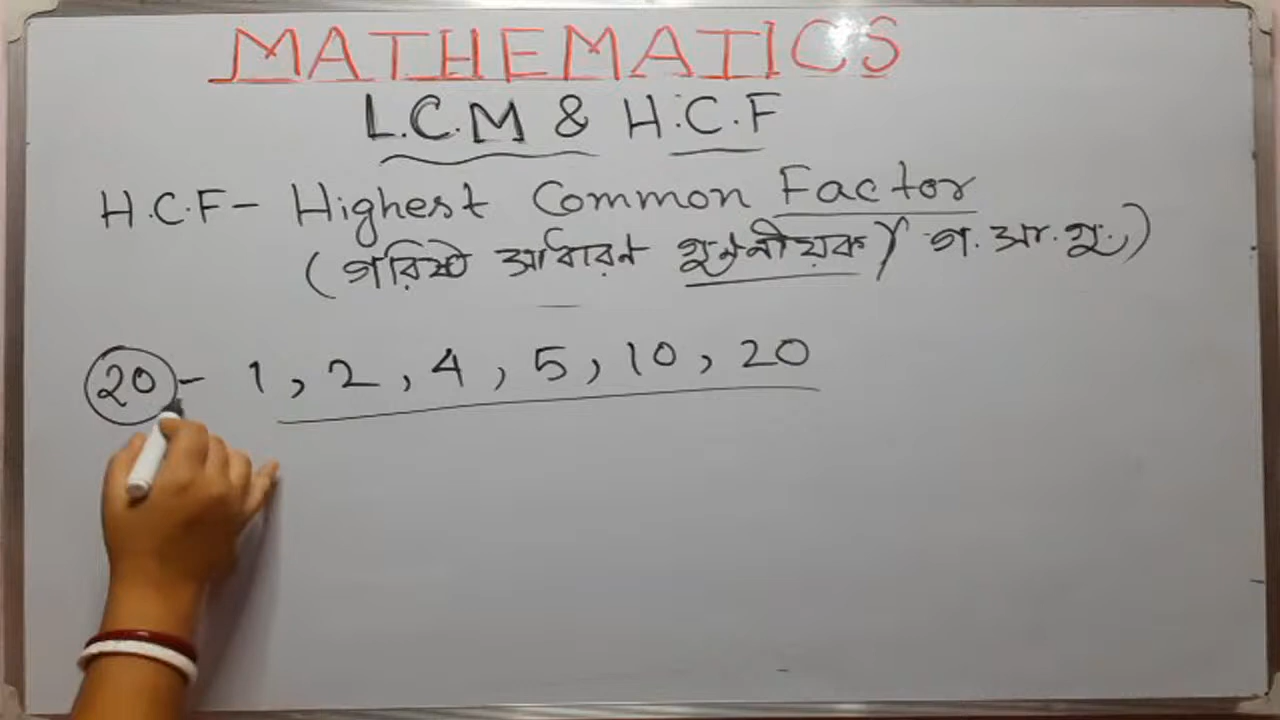 MATHEMATICS
L.C.M & H.C.F
H.C.F - Highest Common Factor
(গরিষ্ঠ সাধারণ গুণনীয়ক / গ.সা.গু.)
20 - 1, 2, 4, 5, 10, 20